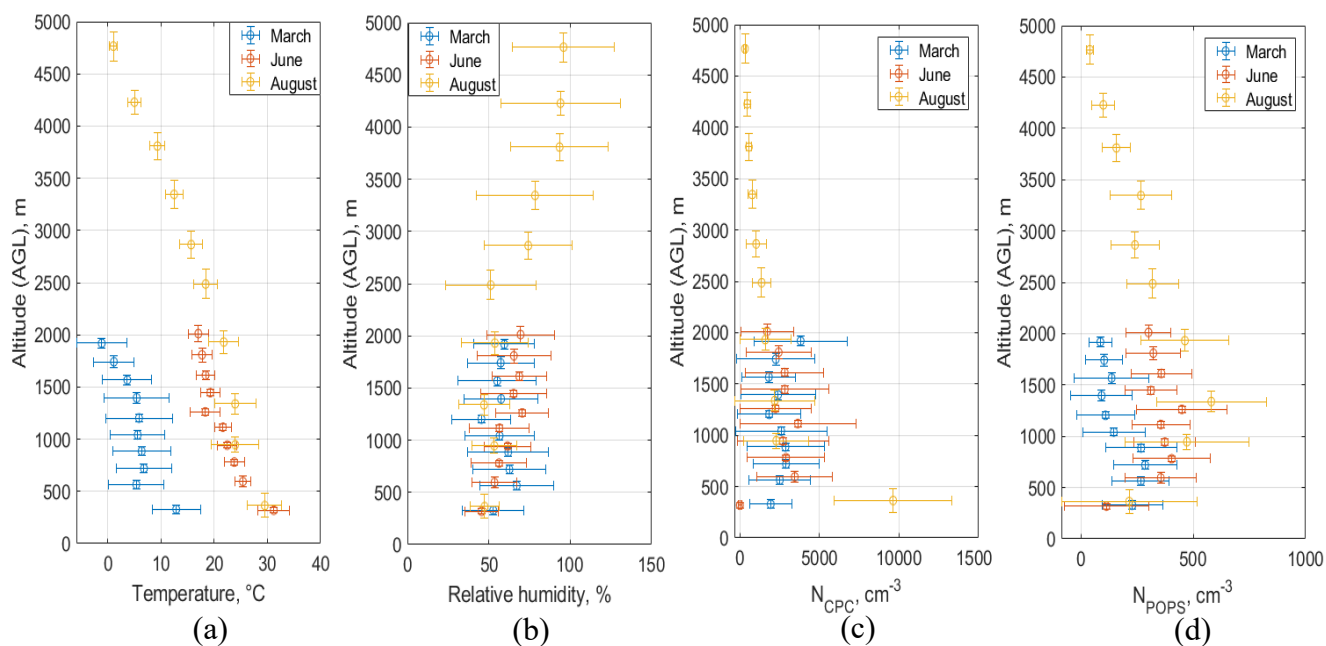 5000
4500
4000
3500
3000
2500
2000
1500
1000
500
0
Altitude (AGL), m
0
10
20
30
40
Temperature, °C
March
June
August
(a)
5000
4500
4000
3500
3000
2500
2000
1500
1000
500
0
Altitude (AGL), m
0
50
100
150
Relative humidity, %
March
June
August
(b)
5000
4500
4000
3500
3000
2500
2000
1500
1000
500
0
Altitude (AGL), m
0
5000
10000
15000
N_CPC, cm-3
March
June
August
(c)
5000
4500
4000
3500
3000
2500
2000
1500
1000
500
0
Altitude (AGL), m
0
500
1000
N_POPS, cm-3
March
June
August
(d)